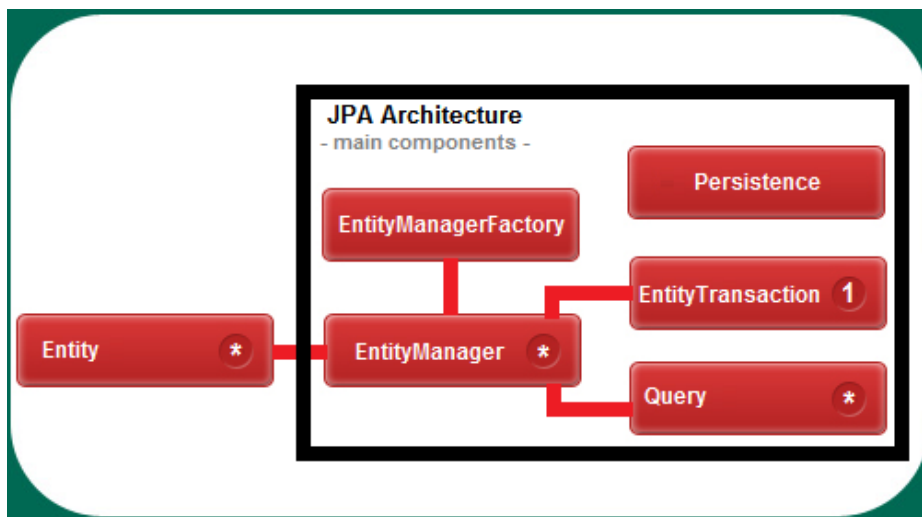 JPA Architecture
- main components -
Persistence
EntityManagerFactory
EntityTransaction 1
Entity *
EntityManager *
Query *